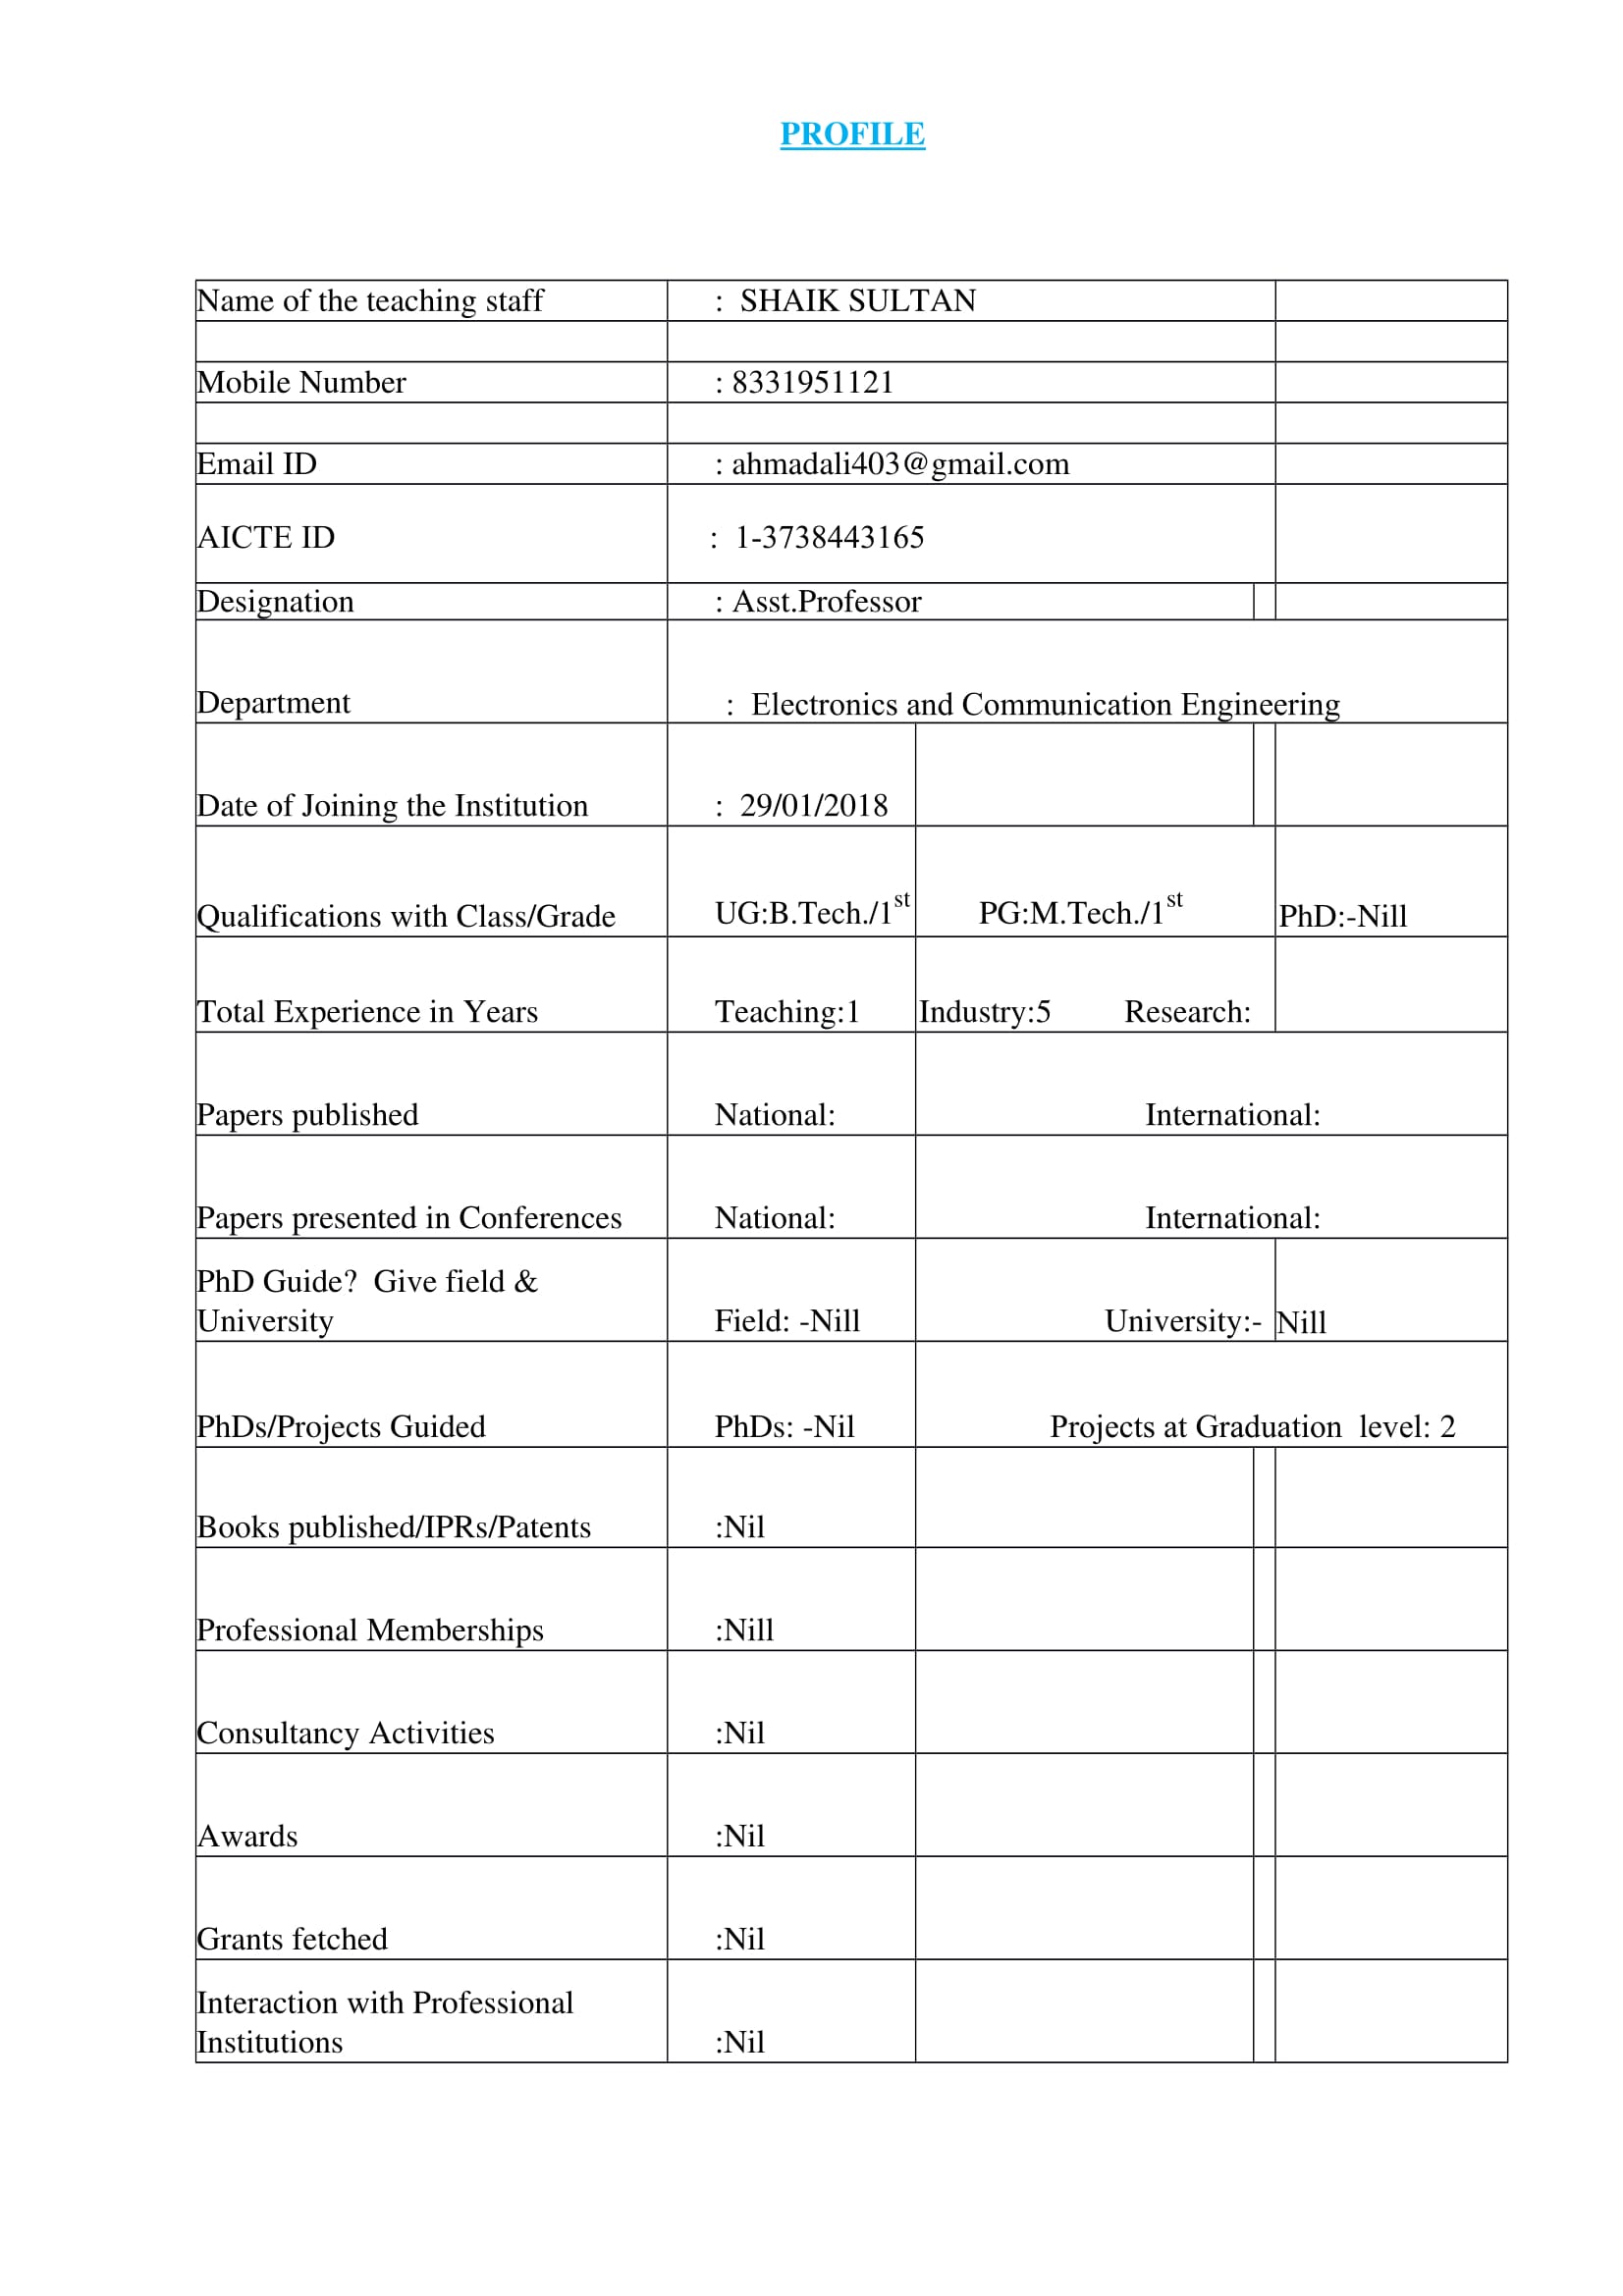 PROFILE
Name of the teaching staff : SHAIK SULTAN
Mobile Number : 8331951121
Email ID : ahmadali403@gmail.com
AICTE ID : 1-3738443165
Designation : Asst.Professor
Department : Electronics and Communication Engineering
Date of Joining the Institution : 29/01/2018
Qualifications with Class/Grade UG:B.Tech./1st PG:M.Tech./1st PhD:-Nill
Total Experience in Years Teaching:1 Industry:5 Research:
Papers published National: International:
Papers presented in Conferences National: International:
PhD Guide? Give field &
University Field: -Nill University:- Nill
PhDs/Projects Guided PhDs: -Nil Projects at Graduation level: 2
Books published/IPRs/Patents :Nil
Professional Memberships :Nill
Consultancy Activities :Nil
Awards :Nil
Grants fetched :Nil
Interaction with Professional
Institutions :Nil